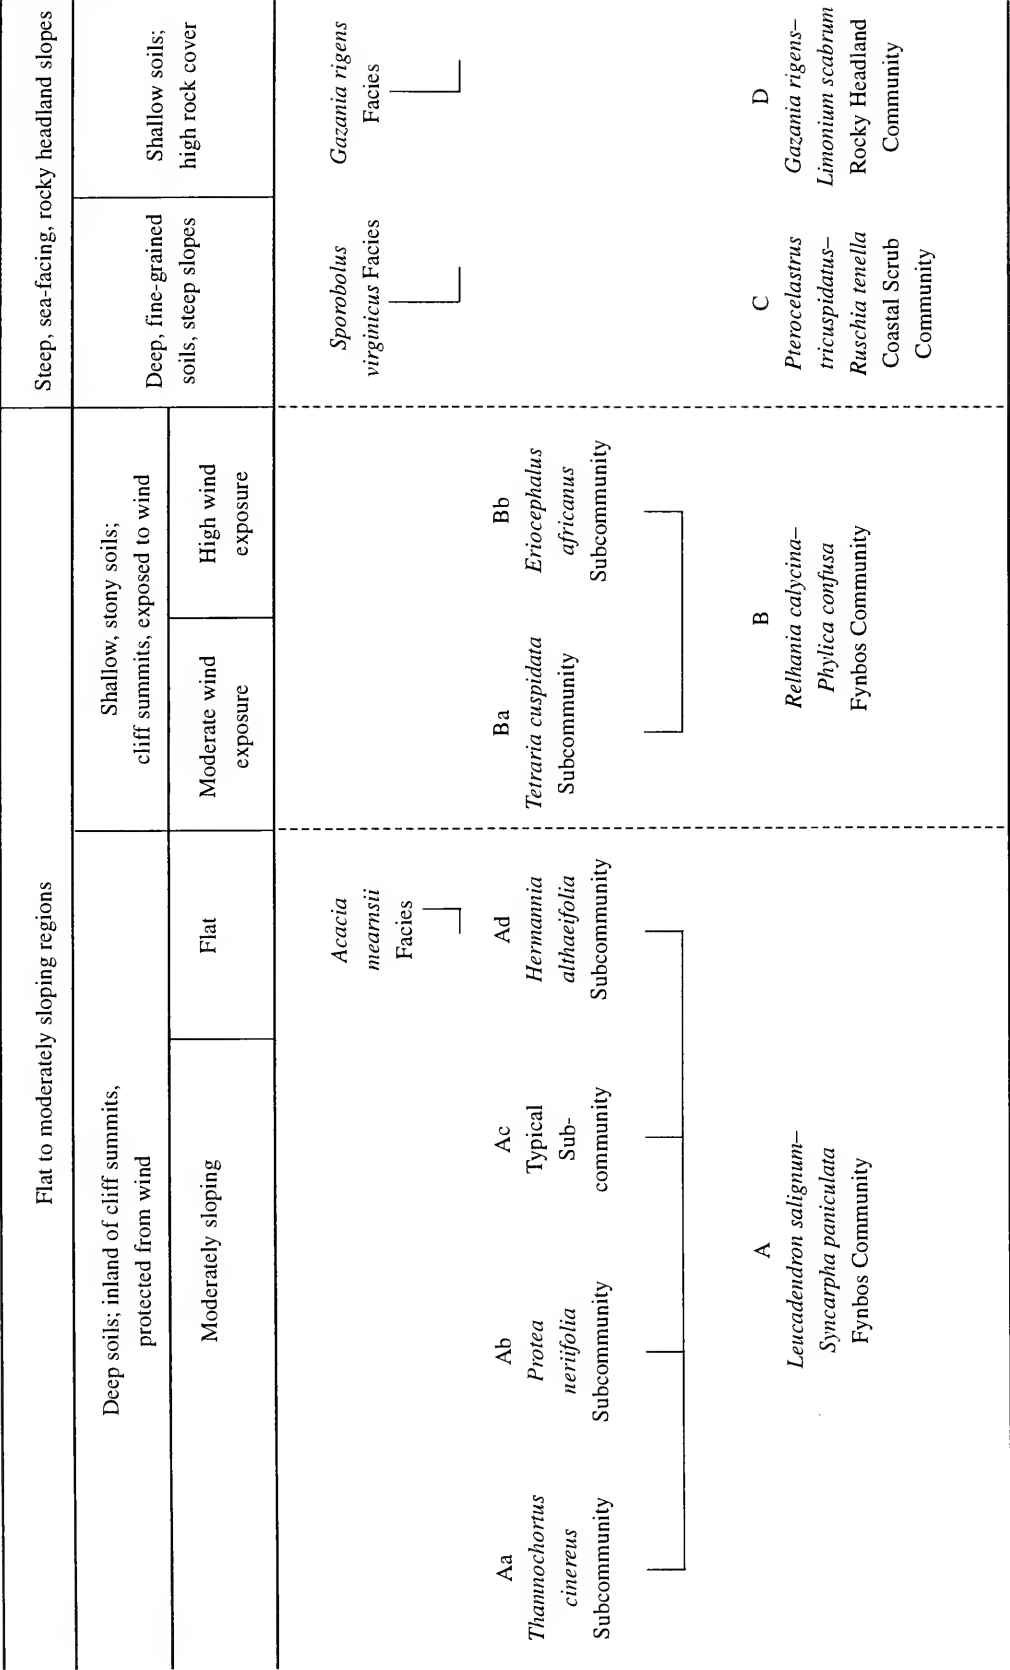 Flat to moderately sloping regions
Steep, sea-facing, rocky headland slopes
Deep soils; inland of cliff summits,
protected from wind
Shallow, stony soils;
cliff summits, exposed to wind
Deep, fine-grained
soils, steep slopes
Shallow soils;
high rock cover
Moderately sloping
Flat
Moderate wind
exposure
High wind
exposure
Acacia
mearnsii
Facies
Sporobolus
virginicus Facies
Gazania rigens
Facies
Aa
Thamnochortus
cinereus
Subcommunity
Ab
Protea
neriifolia
Subcommunity
Ac
Typical
Sub-
community
Ad
Hermannia
althaeifolia
Subcommunity
Ba
Tetraria cuspidata
Subcommunity
Bb
Eriocephalus
africanus
Subcommunity
A
Leucadendron salignum–
Syncarpha paniculata
Fynbos Community
B
Relhania calycina–
Phylica confusa
Fynbos Community
C
Pterocelastrus
tricuspidatus–
Ruschia tenella
Coastal Scrub
Community
D
Gazania rigens–
Limonium scabrum
Rocky Headland
Community